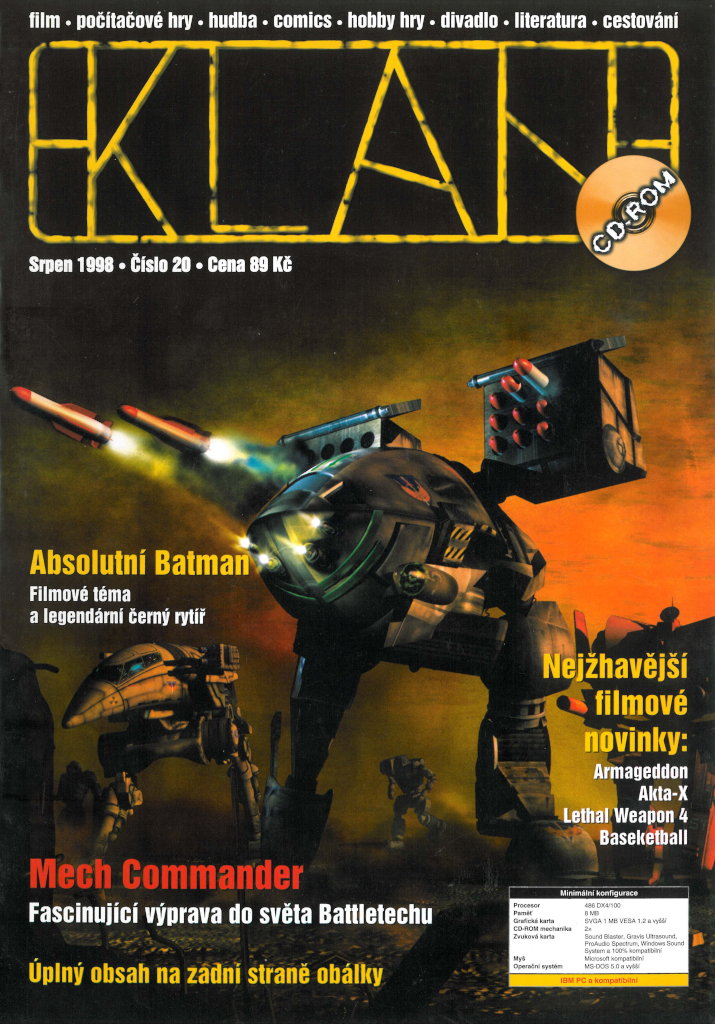 film • počítačové hry • hudba • comics • hobby hry • divadlo • literatura • cestování
KLAN
CD-ROM
Srpen 1998 • Číslo 20 • Cena 89 Kč
Absolutní Batman
Filmové téma
a legendární černý rytíř
Nejžhavější
filmové
novinky:
Armageddon
Akta-X
Lethal Weapon 4
Baseketball
Mech Commander
Fascinující výprava do světa Battletechu
Úplný obsah na zadní straně obálky
Minimální konfigurace
Procesor 486 DX4/100
Paměť 8 MB
Grafická karta SVGA 1 MB VESA 1.2 a vyšší
CD-ROM mechanika 2x
Zvuková karta Sound Blaster, Gravis Ultrasound,
ProAudio Spectrum, Windows Sound
System a 100% kompatibilní
Myš Microsoft kompatibilní
Operační systém MS-DOS 5.0 a vyšší
IBM PC a kompatibilní